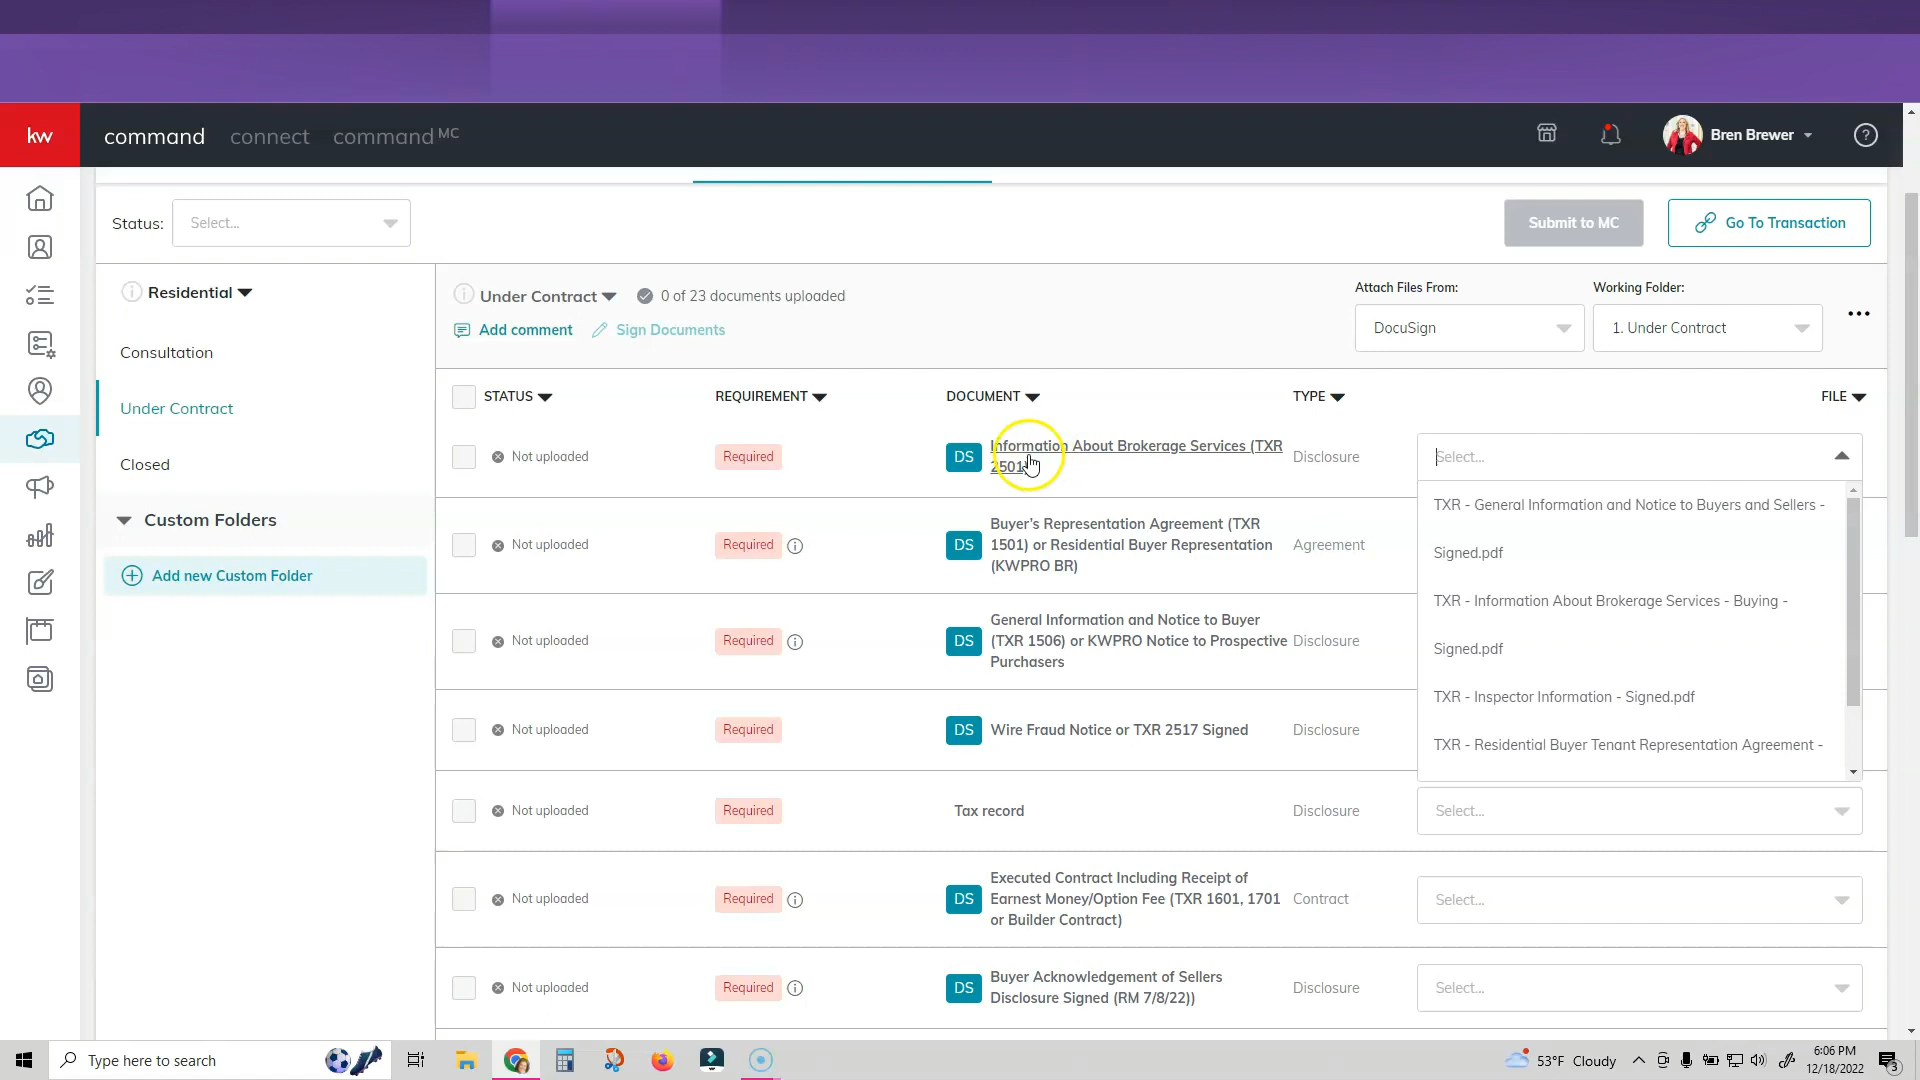 kw
command
connect
command MC
Bren Brewer
?
Status:
Select...
Submit to MC
Go To Transaction
Residential
Under Contract
0 of 23 documents uploaded
Add comment
Sign Documents
Attach Files From:
DocuSign
Working Folder:
1. Under Contract
Consultation
Under Contract
Closed
Custom Folders
Add new Custom Folder
STATUS
REQUIREMENT
DOCUMENT
TYPE
FILE
Not uploaded
Required
DS
Information About Brokerage Services (TXR
2501)
Disclosure
Select...
TXR - General Information and Notice to Buyers and Sellers -
Signed.pdf
TXR - Information About Brokerage Services - Buying -
Signed.pdf
TXR - Inspector Information - Signed.pdf
TXR - Residential Buyer Tenant Representation Agreement -
Not uploaded
Required
DS
Buyer's Representation Agreement (TXR
1501) or Residential Buyer Representation
(KWPRO BR)
Agreement
Not uploaded
Required
DS
General Information and Notice to Buyer
(TXR 1506) or KWPRO Notice to Prospective
Purchasers
Disclosure
Not uploaded
Required
DS
Wire Fraud Notice or TXR 2517 Signed
Disclosure
Not uploaded
Required
Tax record
Disclosure
Select...
Not uploaded
Required
DS
Executed Contract Including Receipt of
Earnest Money/Option Fee (TXR 1601, 1701
or Builder Contract)
Contract
Select...
Not uploaded
Required
DS
Buyer Acknowledgement of Sellers
Disclosure Signed (RM 7/8/22))
Disclosure
Select...
Type here to search
53°F Cloudy
6:06 PM
12/18/2022
3